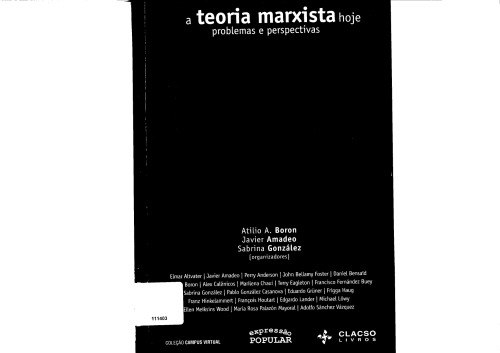 a teoria marxista hoje
problemas e perspectivas
Atilio A. Boron
Javier Amadeo
Sabrina González
[organizadores]
Elmar Altvater | Javier Amadeo | Perry Anderson | John Bellamy Foster | Daniel Bensaïd
Boron | Alex Callinicos | Marilena Chaui | Terry Eagleton | Francisco Fernández Buey
Sabrina González | Pablo González Casanova | Eduardo Grüner | Frigga Haug
Franz Hinkelammert | François Houtart | Edgardo Lander | Michael Löwy
Ellen Meiksins Wood | María Rosa Palazón Mayoral | Adolfo Sánchez Vázquez
111403
COLEÇÃO CAMPUS VIRTUAL
expressão
POPULAR
CLACSO
LIVROS